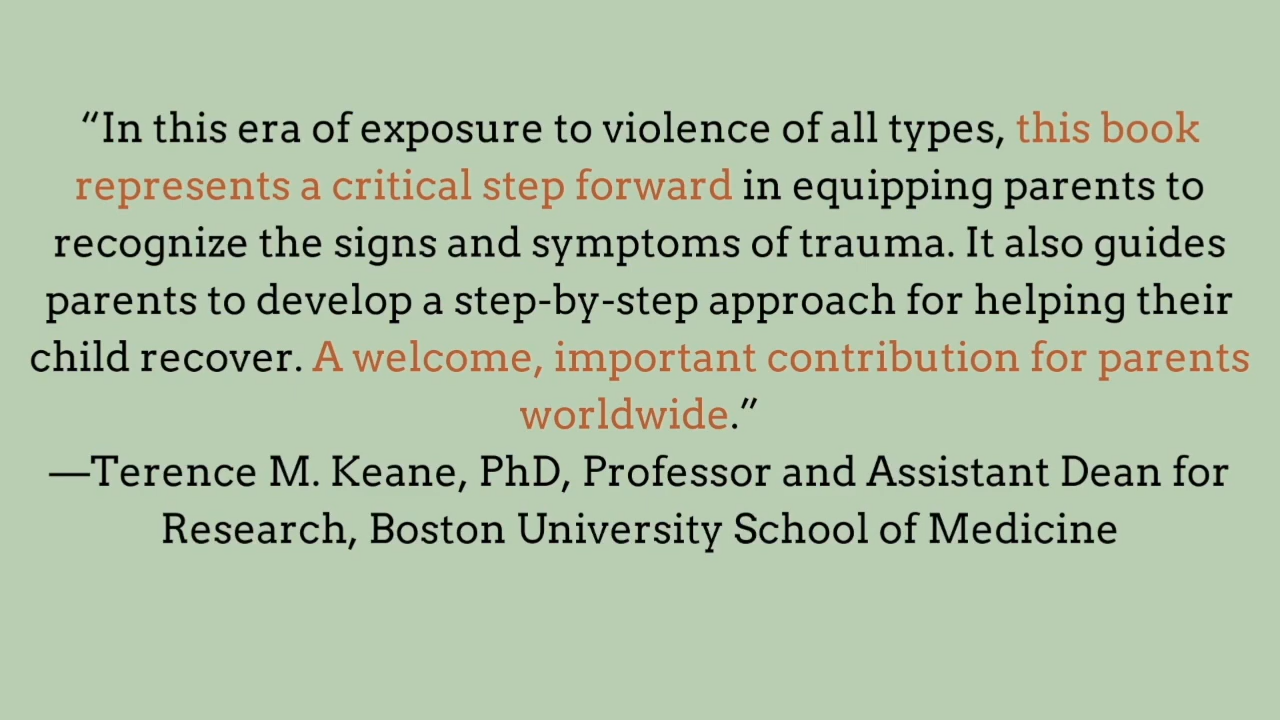 “In this era of exposure to violence of all types, this book
represents a critical step forward in equipping parents to
recognize the signs and symptoms of trauma. It also guides
parents to develop a step-by-step approach for helping their
child recover. A welcome, important contribution for parents
worldwide.”
—Terence M. Keane, PhD, Professor and Assistant Dean for
Research, Boston University School of Medicine